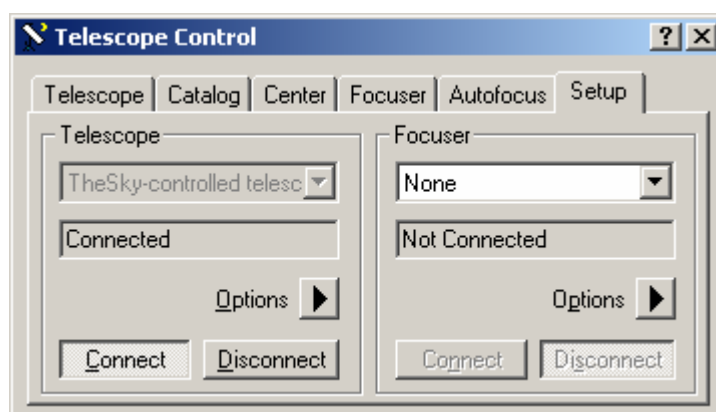 Telescope Control
Telescope Catalog Center Focuser Autofocus Setup
Telescope
TheSky-controlled telesc
Connected
Options
Connect Disconnect
Focuser
None
Not Connected
Options
Connect Disconnect